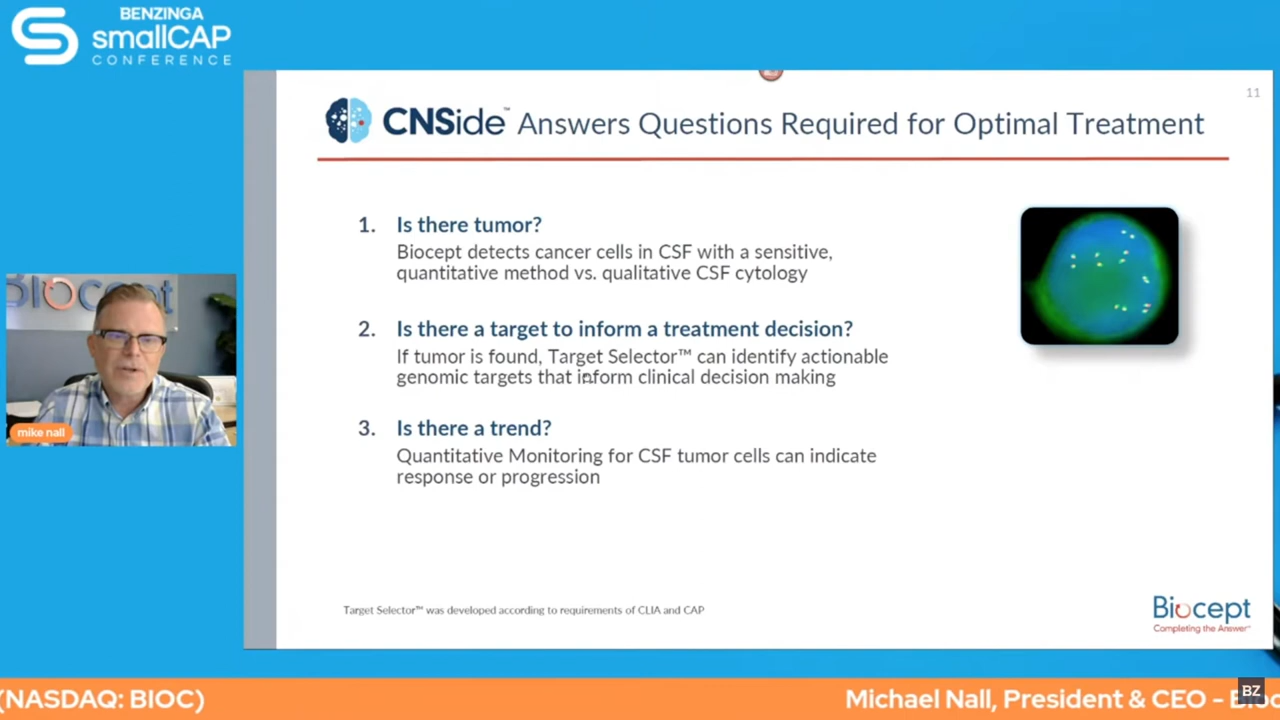 BENZINGA
smallCAP
CONFERENCE
11
CNSide™ Answers Questions Required for Optimal Treatment
1. Is there tumor?
Biocept detects cancer cells in CSF with a sensitive,
quantitative method vs. qualitative CSF cytology
2. Is there a target to inform a treatment decision?
If tumor is found, Target Selector™ can identify actionable
genomic targets that inform clinical decision making
3. Is there a trend?
Quantitative Monitoring for CSF tumor cells can indicate
response or progression
Biocept
mike nall
Target Selector™ was developed according to requirements of CLIA and CAP
Biocept
Completing the Answer™
(NASDAQ: BIOC)
Michael Nall, President & CEO - Bioc
BZ